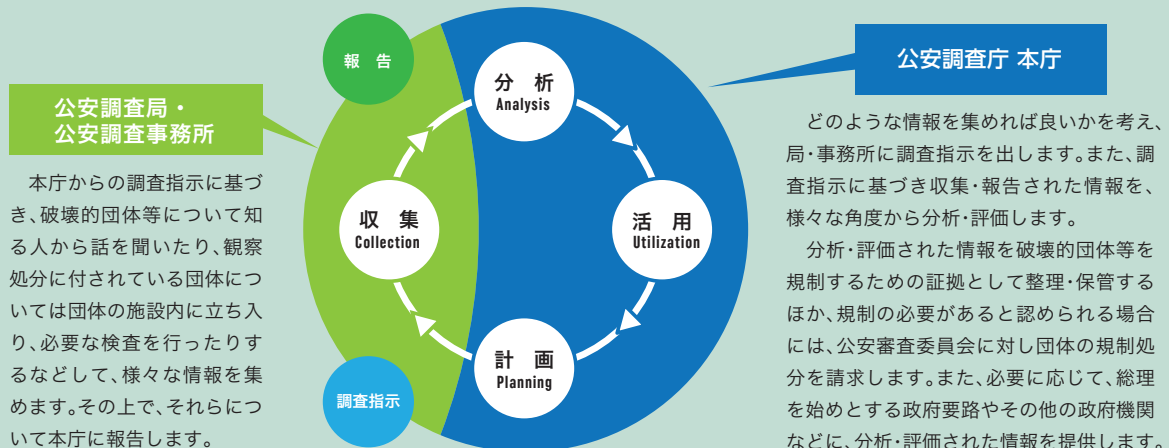 公安調査局・
公安調査事務所
本庁からの調査指示に基づ
き、破壊的団体等について知
る人から話を聞いたり、観察
処分に付されている団体につ
いては団体の施設内に立ち入
り、必要な検査を行ったりす
るなどして、様々な情報を集
めます。その上で、それらにつ
いて本庁に報告します。
報 告
分 析
Analysis
収 集
Collection
活 用
Utilization
計 画
Planning
調査指示
公安調査庁 本庁
どのような情報を集めれば良いかを考え、
局・事務所に調査指示を出します。また、調
査指示に基づき収集・報告された情報を、
様々な角度から分析・評価します。
分析・評価された情報を破壊的団体等を
規制するための証拠として整理・保管する
ほか、規制の必要があると認められる場合
には、公安審査委員会に対し団体の規制処
分を請求します。また、必要に応じて、総理
を始めとする政府要路やその他の政府機関
などに、分析・評価された情報を提供します。